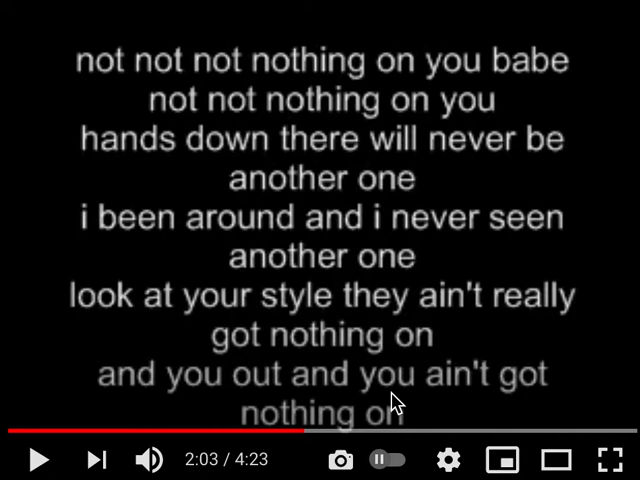 not not not nothing on you babe
not not nothing on you
hands down there will never be
another one
i been around and i never seen
another one
look at your style they ain't really
got nothing on
and you out and you ain't got
nothing on
2:03 / 4:23